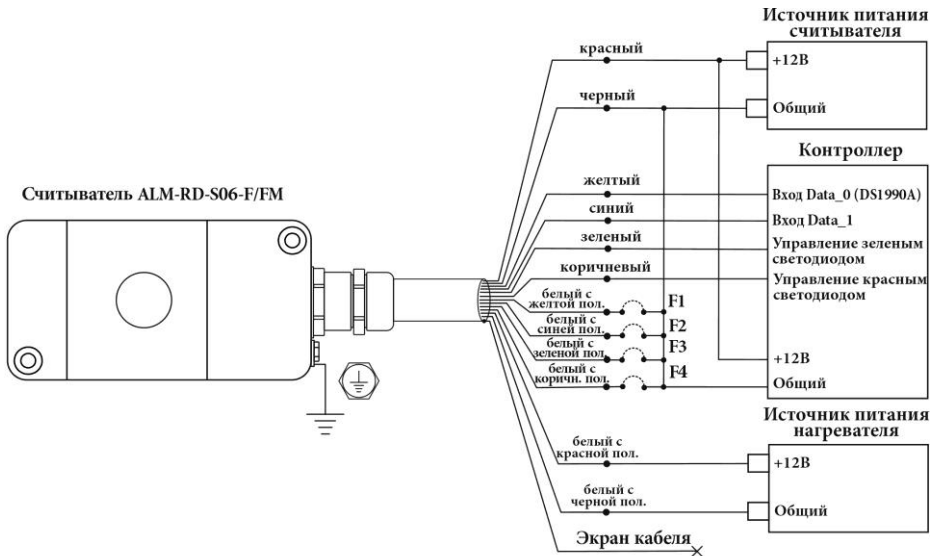 Источник питания
считывателя
красный
+12В
черный
Общий
Контроллер
Считыватель ALM-RD-S06-F/FM
желтый
Вход Data_0 (DS1990A)
синий
Вход Data_1
зеленый
Управление зеленым
светодиодом
коричневый
Управление красным
светодиодом
белый с
желтой пол.
F1
белый с
синей пол.
F2
белый с
зеленой пол.
F3
белый с
коричн. пол.
F4
+12В
Общий
Источник питания
нагревателя
белый с
красной пол.
+12В
белый с
черной пол.
Общий
Экран кабеля